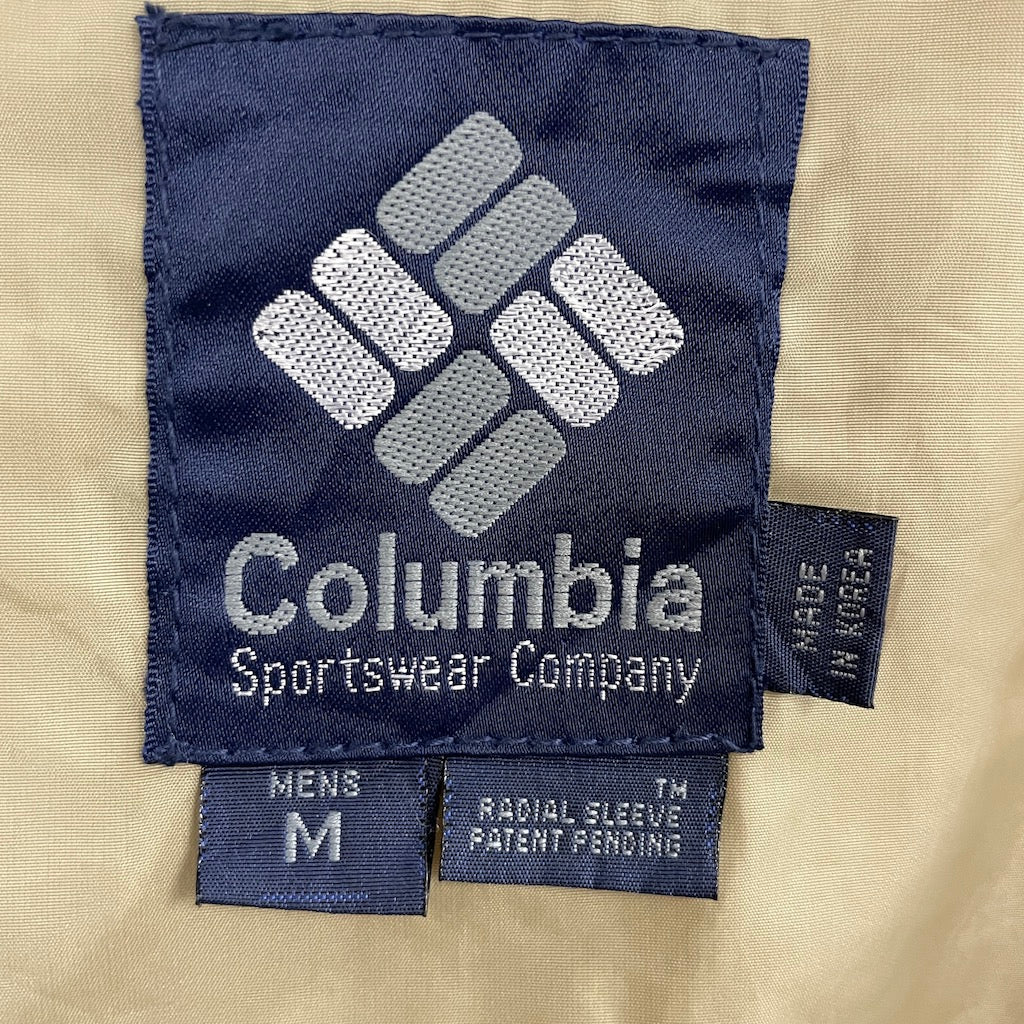 Columbia
Sportswear Company
MADE
IN KOREA
MENS
M
TM
RADIAL SLEEVE
PATENT PENDING